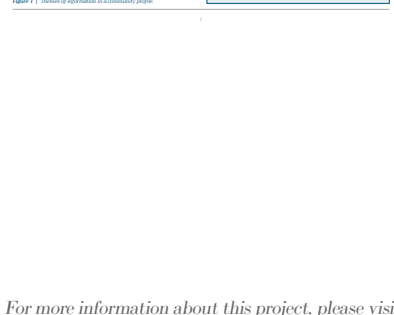 Figure 1 | Themes of information in a community profile
For more information about this project, please visi